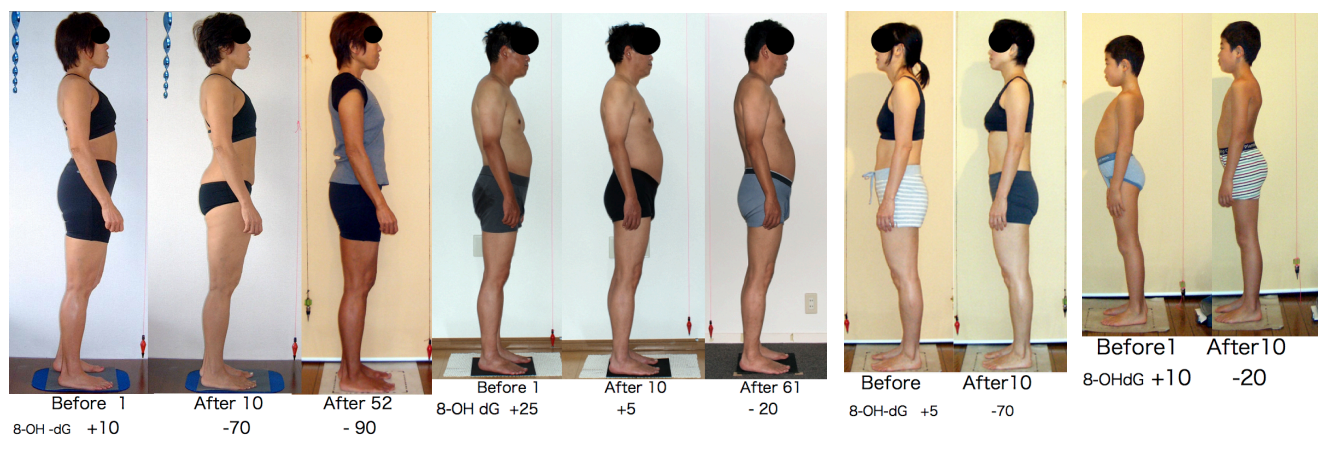 Before 1 After 10 After 52
8-OH -dG +10 -70 - 90
Before 1 After 10 After 61
8-OH dG +25 +5 - 20
Before After10
8-OH-dG +5 -70
Before1 After10
8-OHdG +10 -20